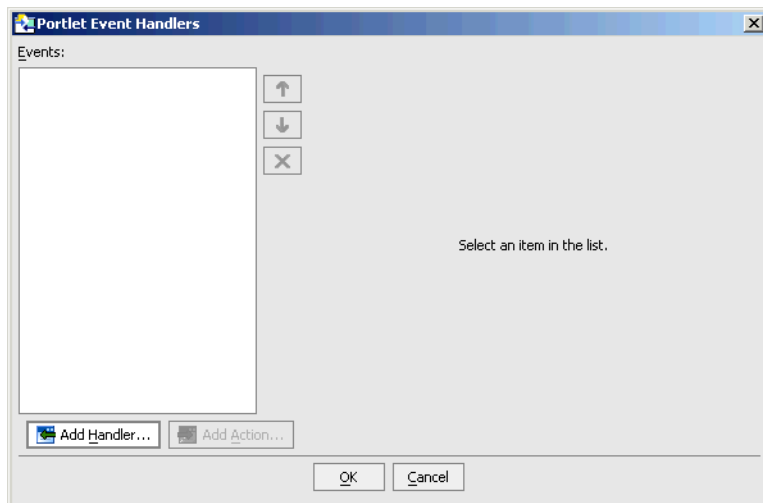 Portlet Event Handlers
Events:
Select an item in the list.
Add Handler... Add Action...
OK Cancel